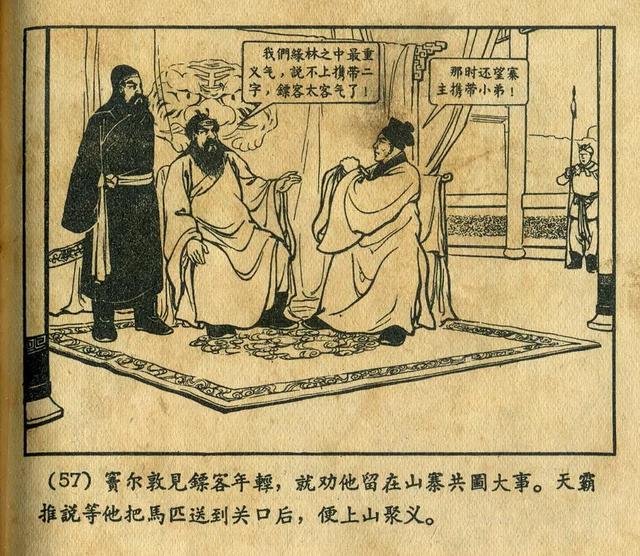 我們綠林之中最重
义气，説不上携带二
字，鏢客太客气了！
那时还望寨
主携带小弟！
(57) 竇尔敦見鏢客年輕，就劝他留在山寨共圖大事。天霸
推説等他把馬匹送到关口后，便上山聚义。